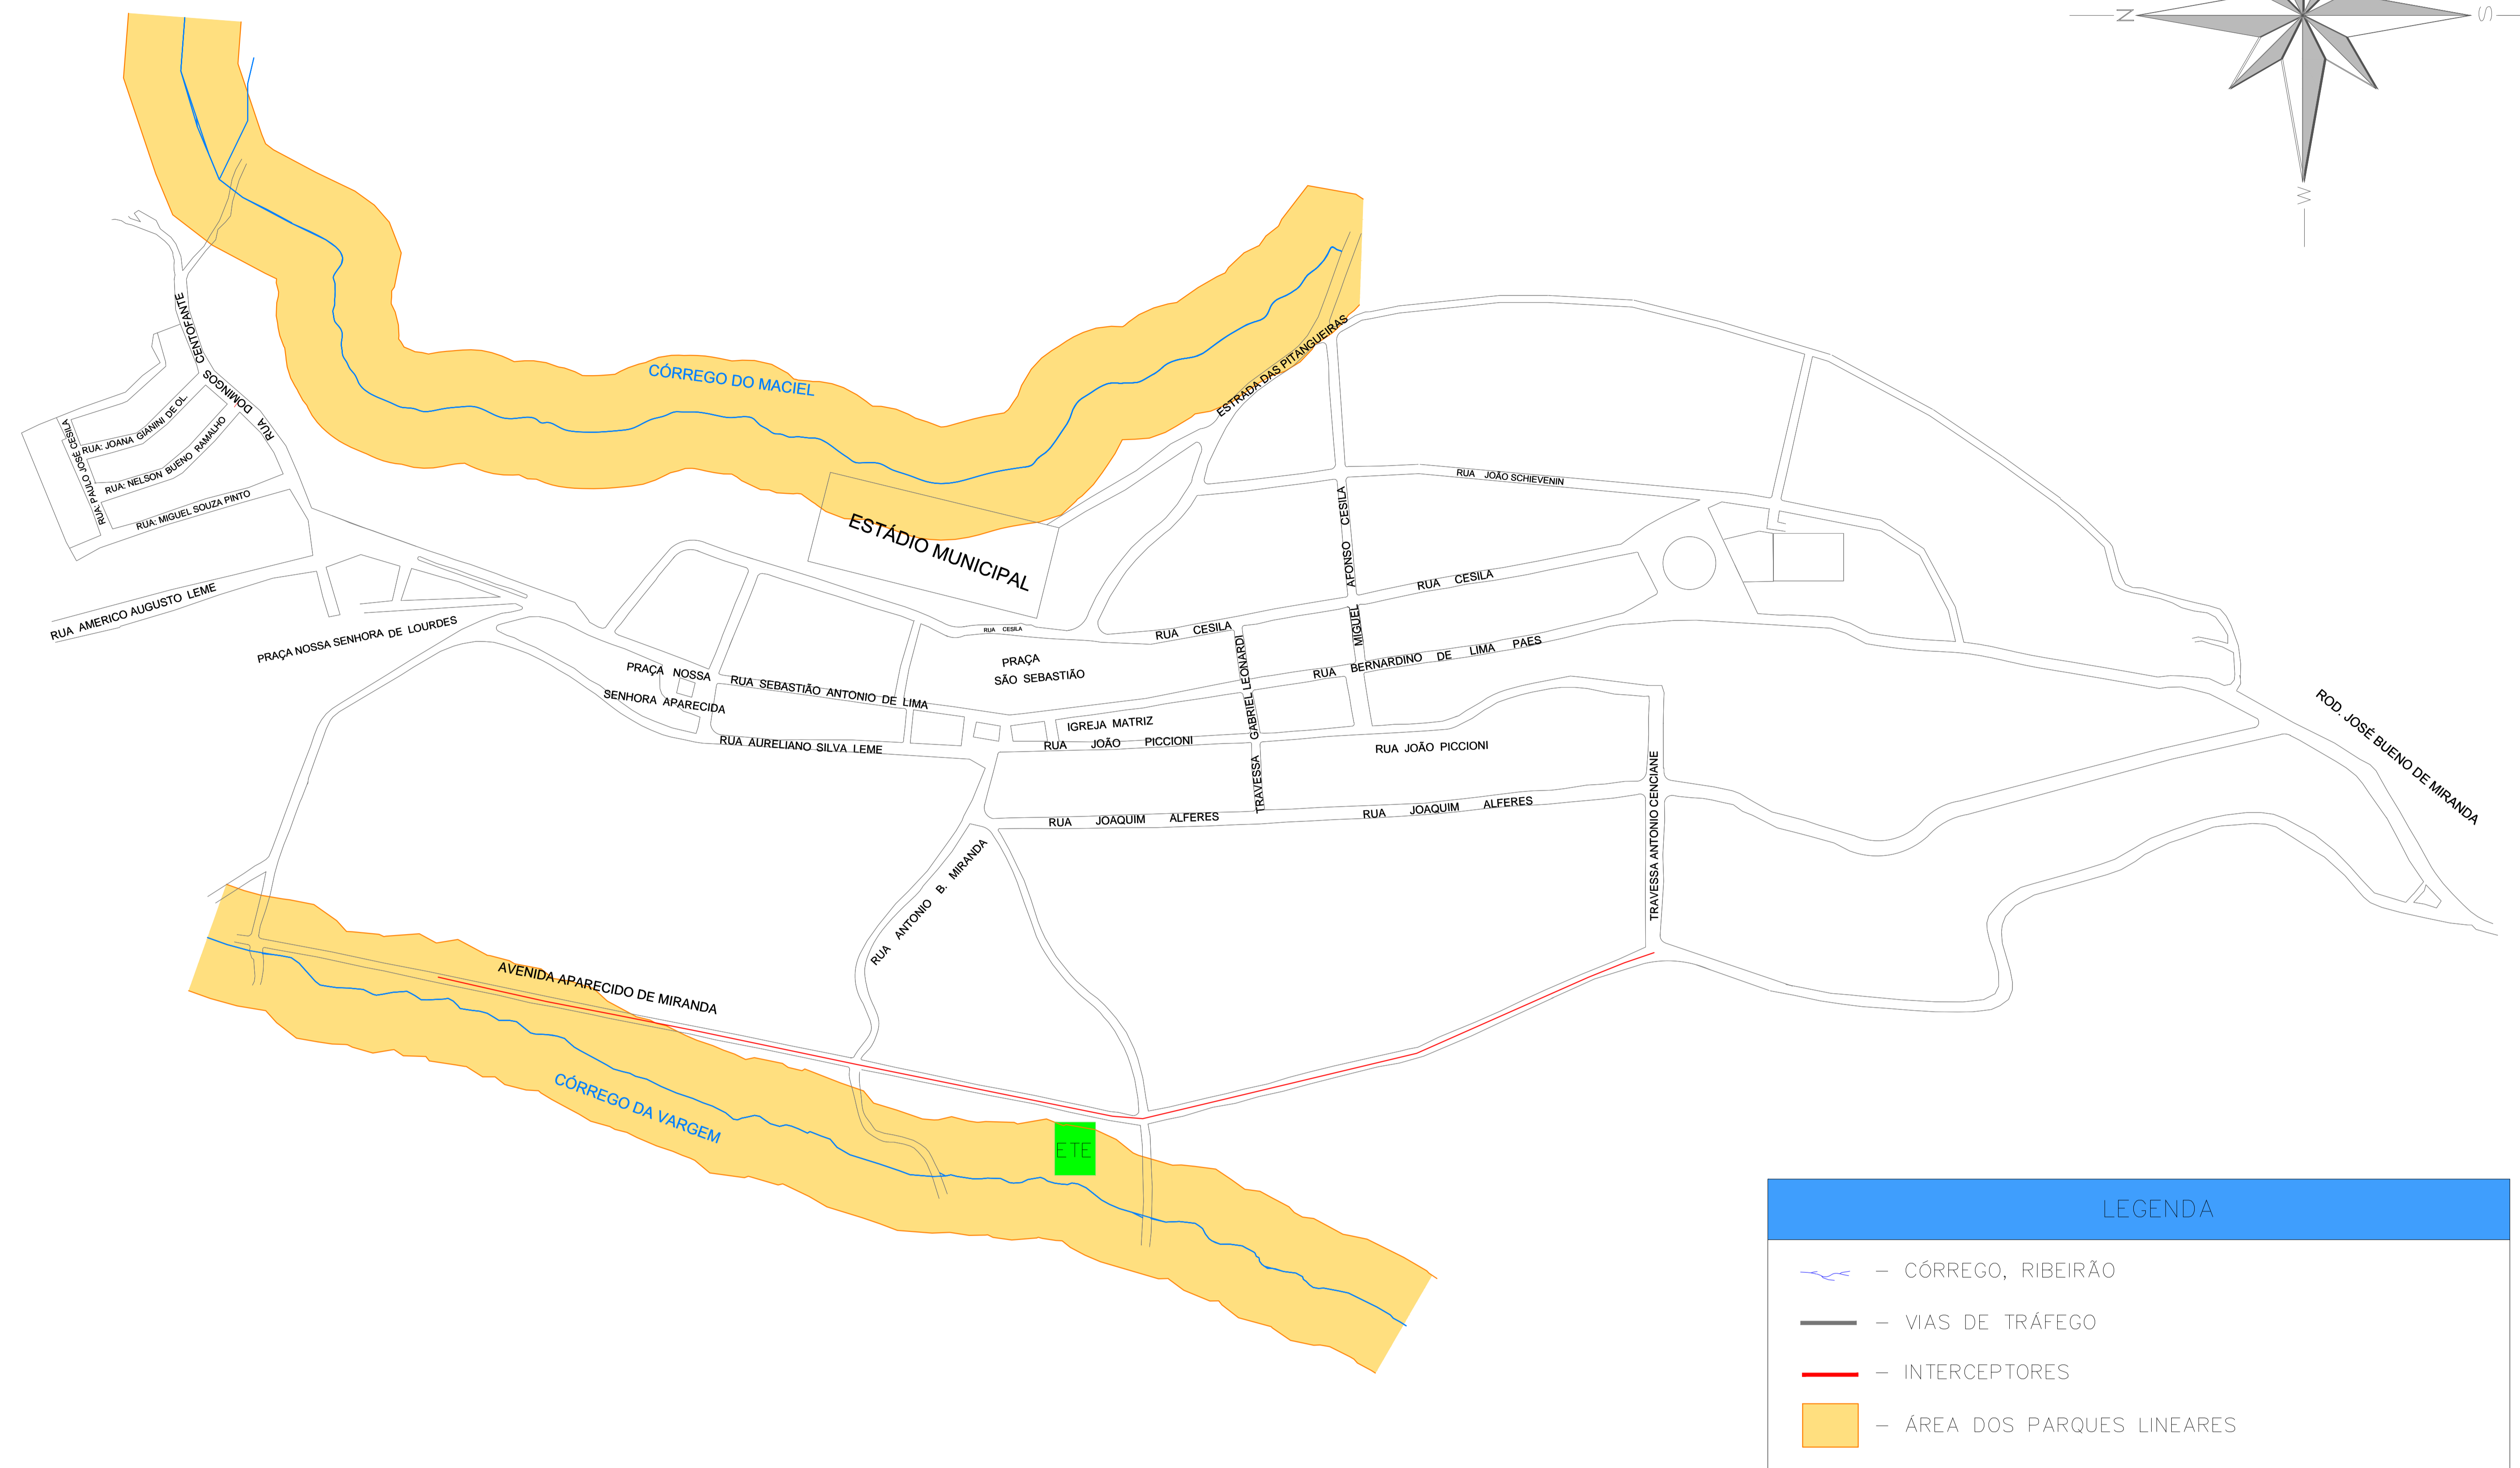 N
S
W
CÓRREGO DO MACIEL
ESTRADA DAS PITANGUEIRAS
RUA DOMINGOS CENTOFANTE
RUA: JOANA GIANINI DE OL
RUA: NELSON BUENO RAMALHO
RUA: MIGUEL SOUZA PINTO
RUA PAULO JOSÉ CESILA
RUA AMERICO AUGUSTO LEME
PRAÇA NOSSA SENHORA DE LOURDES
ESTÁDIO MUNICIPAL
RUA JOÃO SCHIEVENIN
MIGUEL AFONSO CESILA
RUA CESILA
RUA CESILA
RUA CESILA
PRAÇA
SÃO SEBASTIÃO
PRAÇA NOSSA
SENHORA APARECIDA
RUA SEBASTIÃO ANTONIO DE LIMA
RUA BERNARDINO DE LIMA PAES
IGREJA MATRIZ
RUA AURELIANO SILVA LEME
RUA JOÃO PICCIONI
RUA JOÃO PICCIONI
TRAVESSA GABRIEL LEONARDI
RUA JOAQUIM ALFERES
RUA JOAQUIM ALFERES
TRAVESSA ANTONIO CENCIANE
ROD. JOSÉ BUENO DE MIRANDA
RUA ANTONIO B. MIRANDA
AVENIDA APARECIDO DE MIRANDA
CÓRREGO DA VARGEM
ETE
LEGENDA
- CÓRREGO, RIBEIRÃO
- VIAS DE TRÁFEGO
- INTERCEPTORES
- ÁREA DOS PARQUES LINEARES